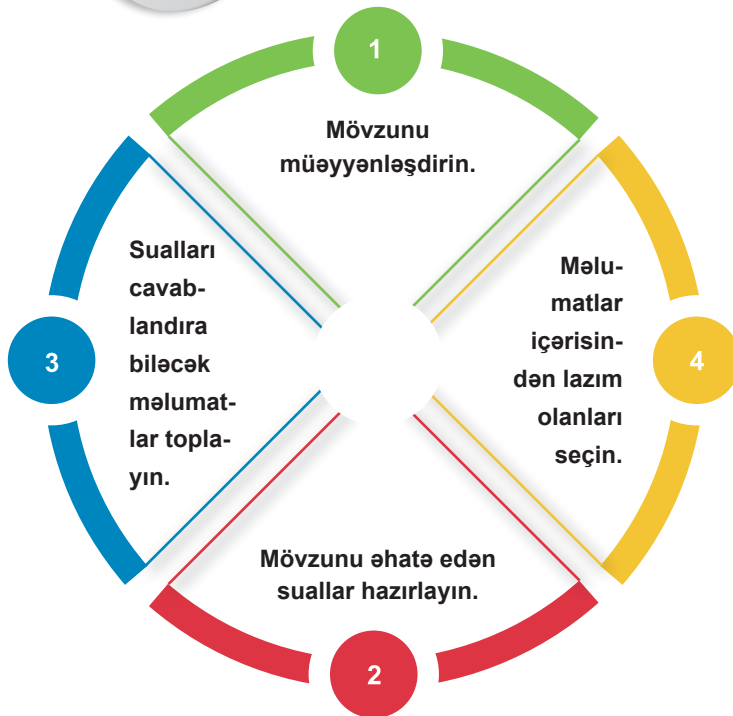 1
Mövzunu
müəyyənləşdirin.
2
Mövzunu əhatə edən
suallar hazırlayın.
3
Sualları
cavab-
landıra
biləcək
məlumat-
lar topla-
yın.
4
Məlu-
matlar
içərisin-
dən lazım
olanları
seçin.